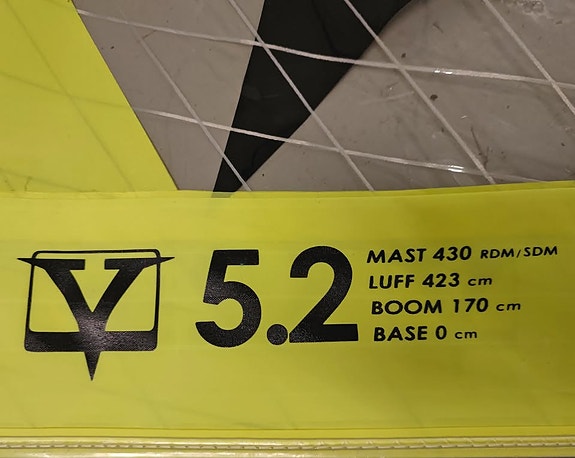 V
5.2
MAST 430 RDM/SDM
LUFF 423 cm
BOOM 170 cm
BASE 0 cm